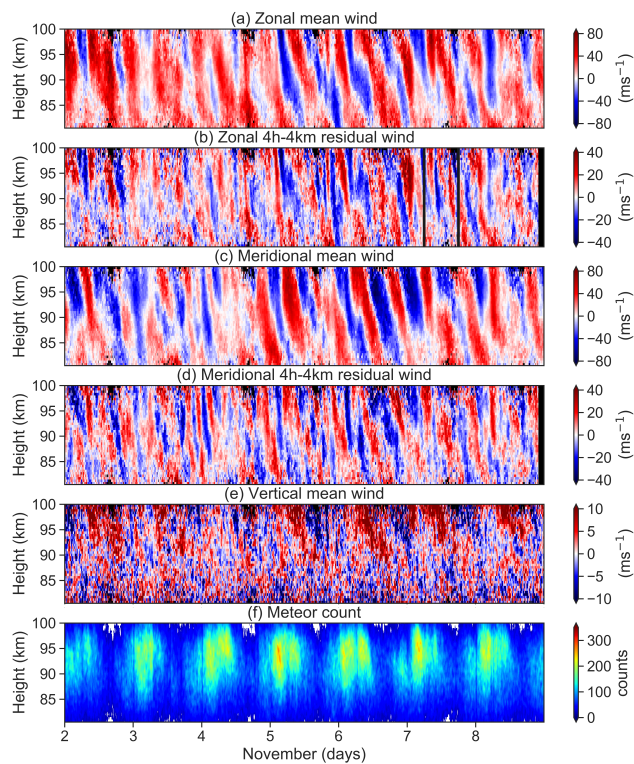 (a) Zonal mean wind
Height (km)
100
95
90
85
80
40
0
−40
−80
(ms−1)
(b) Zonal 4h-4km residual wind
Height (km)
100
95
90
85
40
20
0
−20
−40
(ms−1)
(c) Meridional mean wind
Height (km)
100
95
90
85
80
40
0
−40
−80
(ms−1)
(d) Meridional 4h-4km residual wind
Height (km)
100
95
90
85
40
20
0
−20
−40
(ms−1)
(e) Vertical mean wind
Height (km)
100
95
90
85
10
5
0
−5
−10
(ms−1)
(f) Meteor count
Height (km)
100
95
90
85
300
200
100
0
counts
2 3 4 5 6 7 8
November (days)